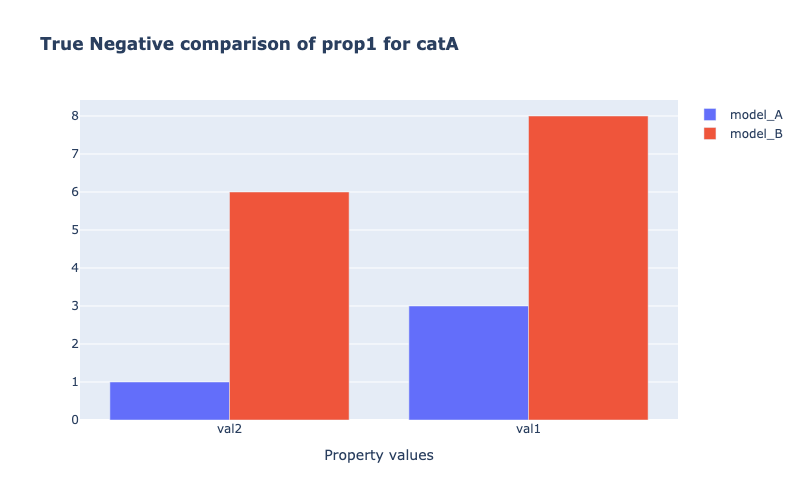 True Negative comparison of prop1 for catA
8
7
6
5
4
3
2
1
0
val2
val1
Property values
model_A
model_B